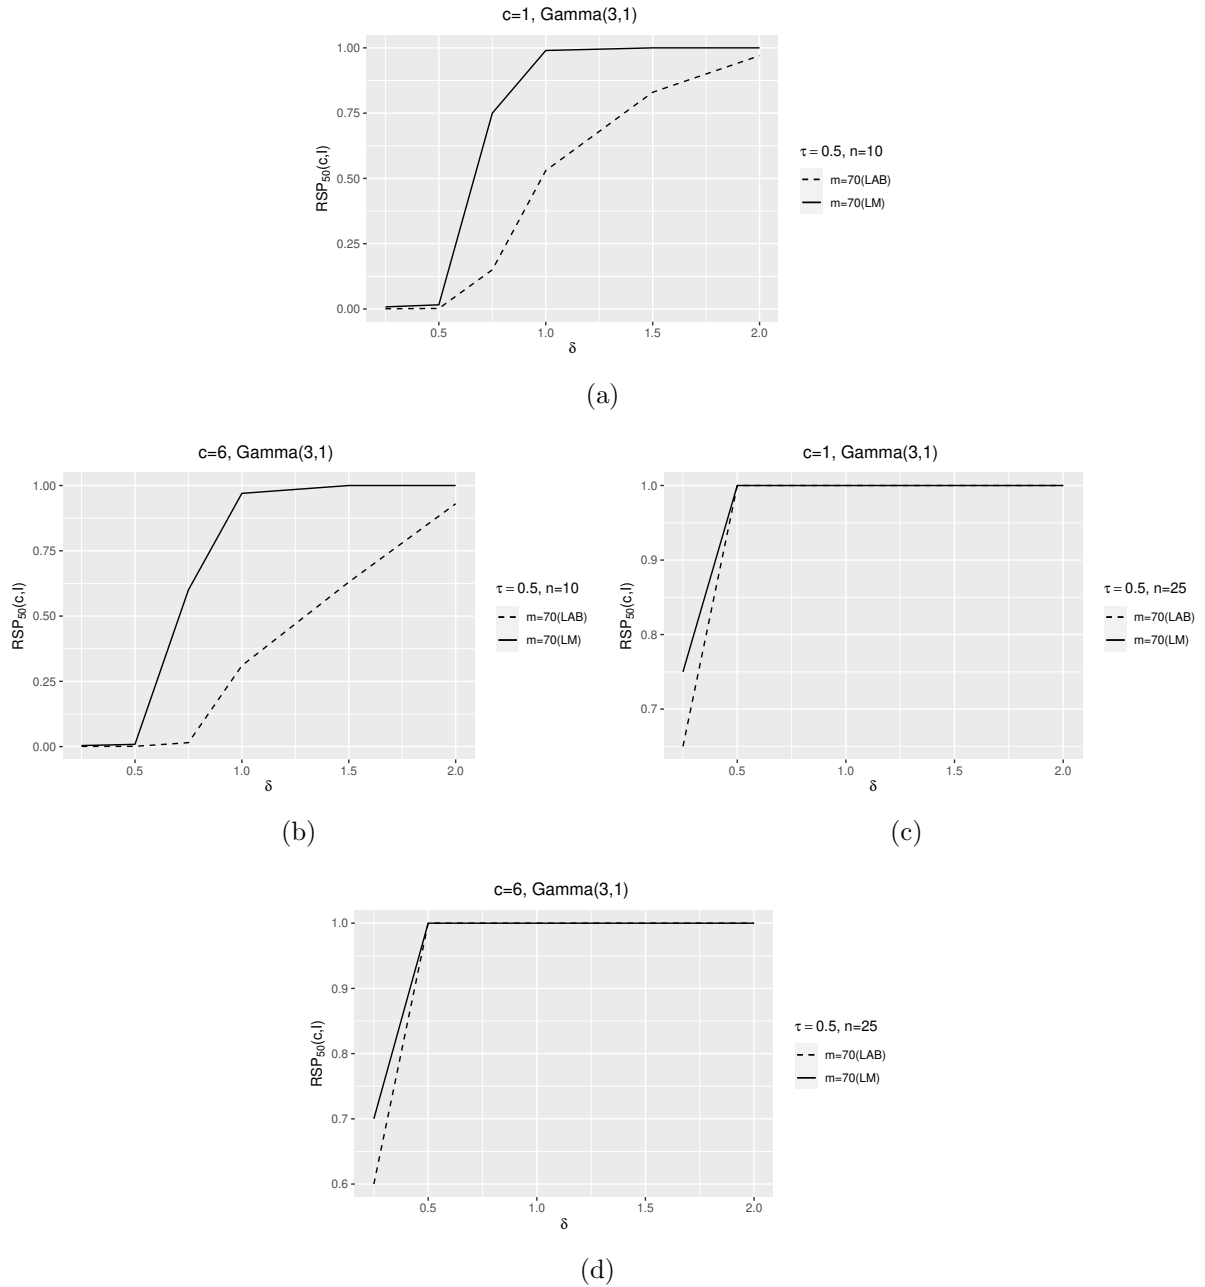 c=1, Gamma(3,1)
1.00
0.75
0.50
0.25
0.00
RSP50(c,I)
0.5 1.0 1.5 2.0
δ
τ = 0.5, n=10
m=70(LAB)
m=70(LM)
(a)
c=6, Gamma(3,1)
1.00
0.75
0.50
0.25
0.00
RSP50(c,I)
0.5 1.0 1.5 2.0
δ
τ = 0.5, n=10
m=70(LAB)
m=70(LM)
(b)
c=1, Gamma(3,1)
1.0
0.9
0.8
0.7
RSP50(c,I)
0.5 1.0 1.5 2.0
δ
τ = 0.5, n=25
m=70(LAB)
m=70(LM)
(c)
c=6, Gamma(3,1)
1.0
0.9
0.8
0.7
0.6
RSP50(c,I)
0.5 1.0 1.5 2.0
δ
τ = 0.5, n=25
m=70(LAB)
m=70(LM)
(d)